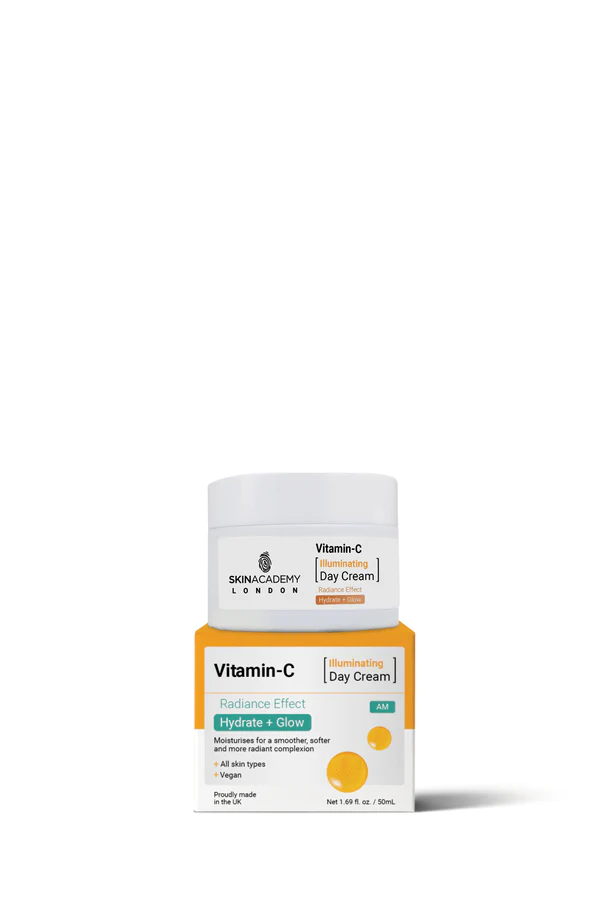 Vitamin-C
Illuminating
Day Cream
Radiance Effect
Hydrate + Glow
SKINACADEMY
LONDON
Vitamin-C
Illuminating
Day Cream
Radiance Effect
AM
Hydrate + Glow
Moisturises for a smoother, softer
and more radiant complexion
+ All skin types
+ Vegan
Proudly made
in the UK
Net 1.69 fl. oz. / 50mL